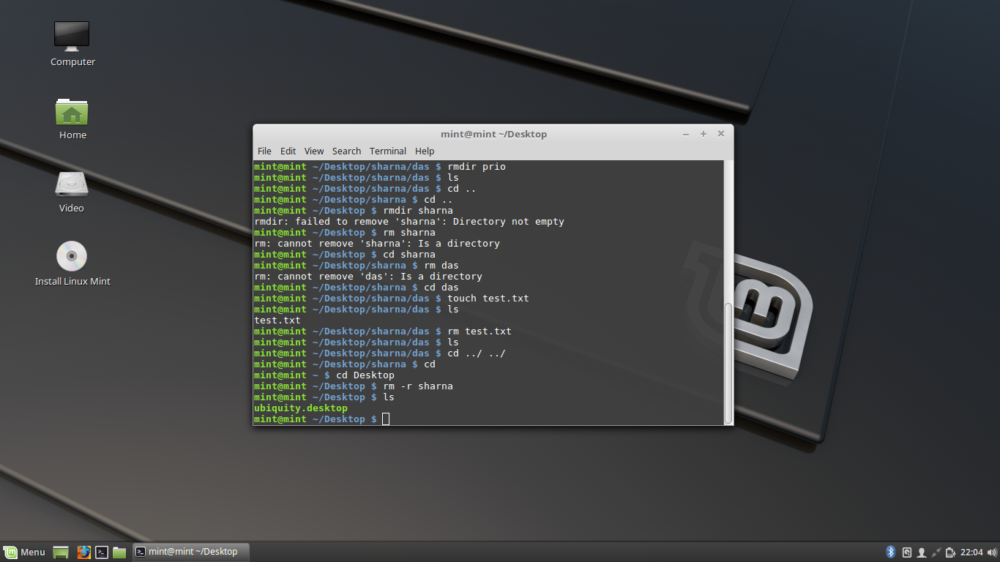 Computer
Home
Video
Install Linux Mint
mint@mint ~/Desktop
File Edit View Search Terminal Help
mint@mint ~/Desktop/sharna/das $ rmdir prio
mint@mint ~/Desktop/sharna/das $ ls
mint@mint ~/Desktop/sharna/das $ cd ..
mint@mint ~/Desktop/sharna $ cd ..
mint@mint ~/Desktop $ rmdir sharna
rmdir: failed to remove 'sharna': Directory not empty
mint@mint ~/Desktop $ rm sharna
rm: cannot remove 'sharna': Is a directory
mint@mint ~/Desktop $ cd sharna
mint@mint ~/Desktop/sharna $ rm das
rm: cannot remove 'das': Is a directory
mint@mint ~/Desktop/sharna $ cd das
mint@mint ~/Desktop/sharna/das $ touch test.txt
mint@mint ~/Desktop/sharna/das $ ls
test.txt
mint@mint ~/Desktop/sharna/das $ rm test.txt
mint@mint ~/Desktop/sharna/das $ ls
mint@mint ~/Desktop/sharna/das $ cd ../ ../
mint@mint ~/Desktop/sharna $ cd
mint@mint ~ $ cd Desktop
mint@mint ~/Desktop $ rm -r sharna
mint@mint ~/Desktop $ ls
ubiquity.desktop
mint@mint ~/Desktop $
Menu
mint@mint ~/Desktop
22:04